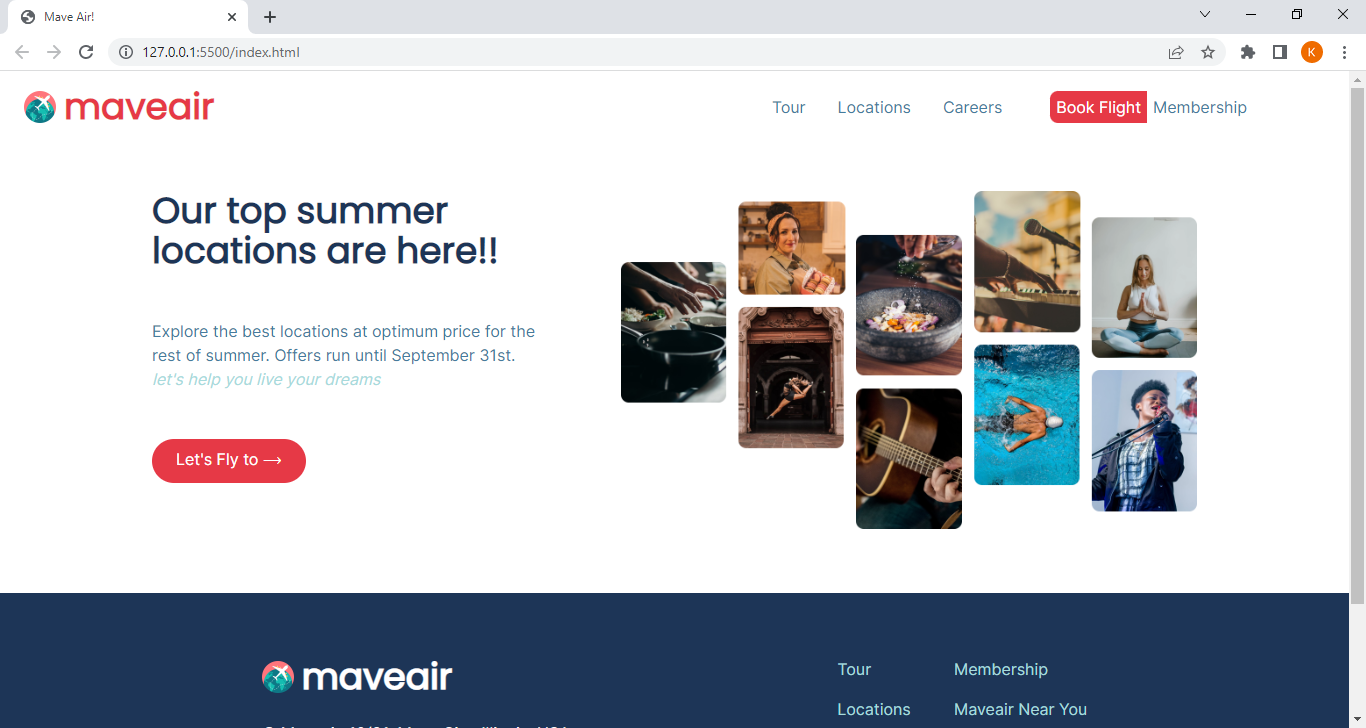 Mave Air!
127.0.0.1:5500/index.html
K
maveair
Tour Locations Careers Book Flight Membership
Our top summer
locations are here!!
Explore the best locations at optimum price for the
rest of summer. Offers run until September 31st.
let's help you live your dreams
Let's Fly to →
maveair
Tour Membership
Locations Maveair Near You